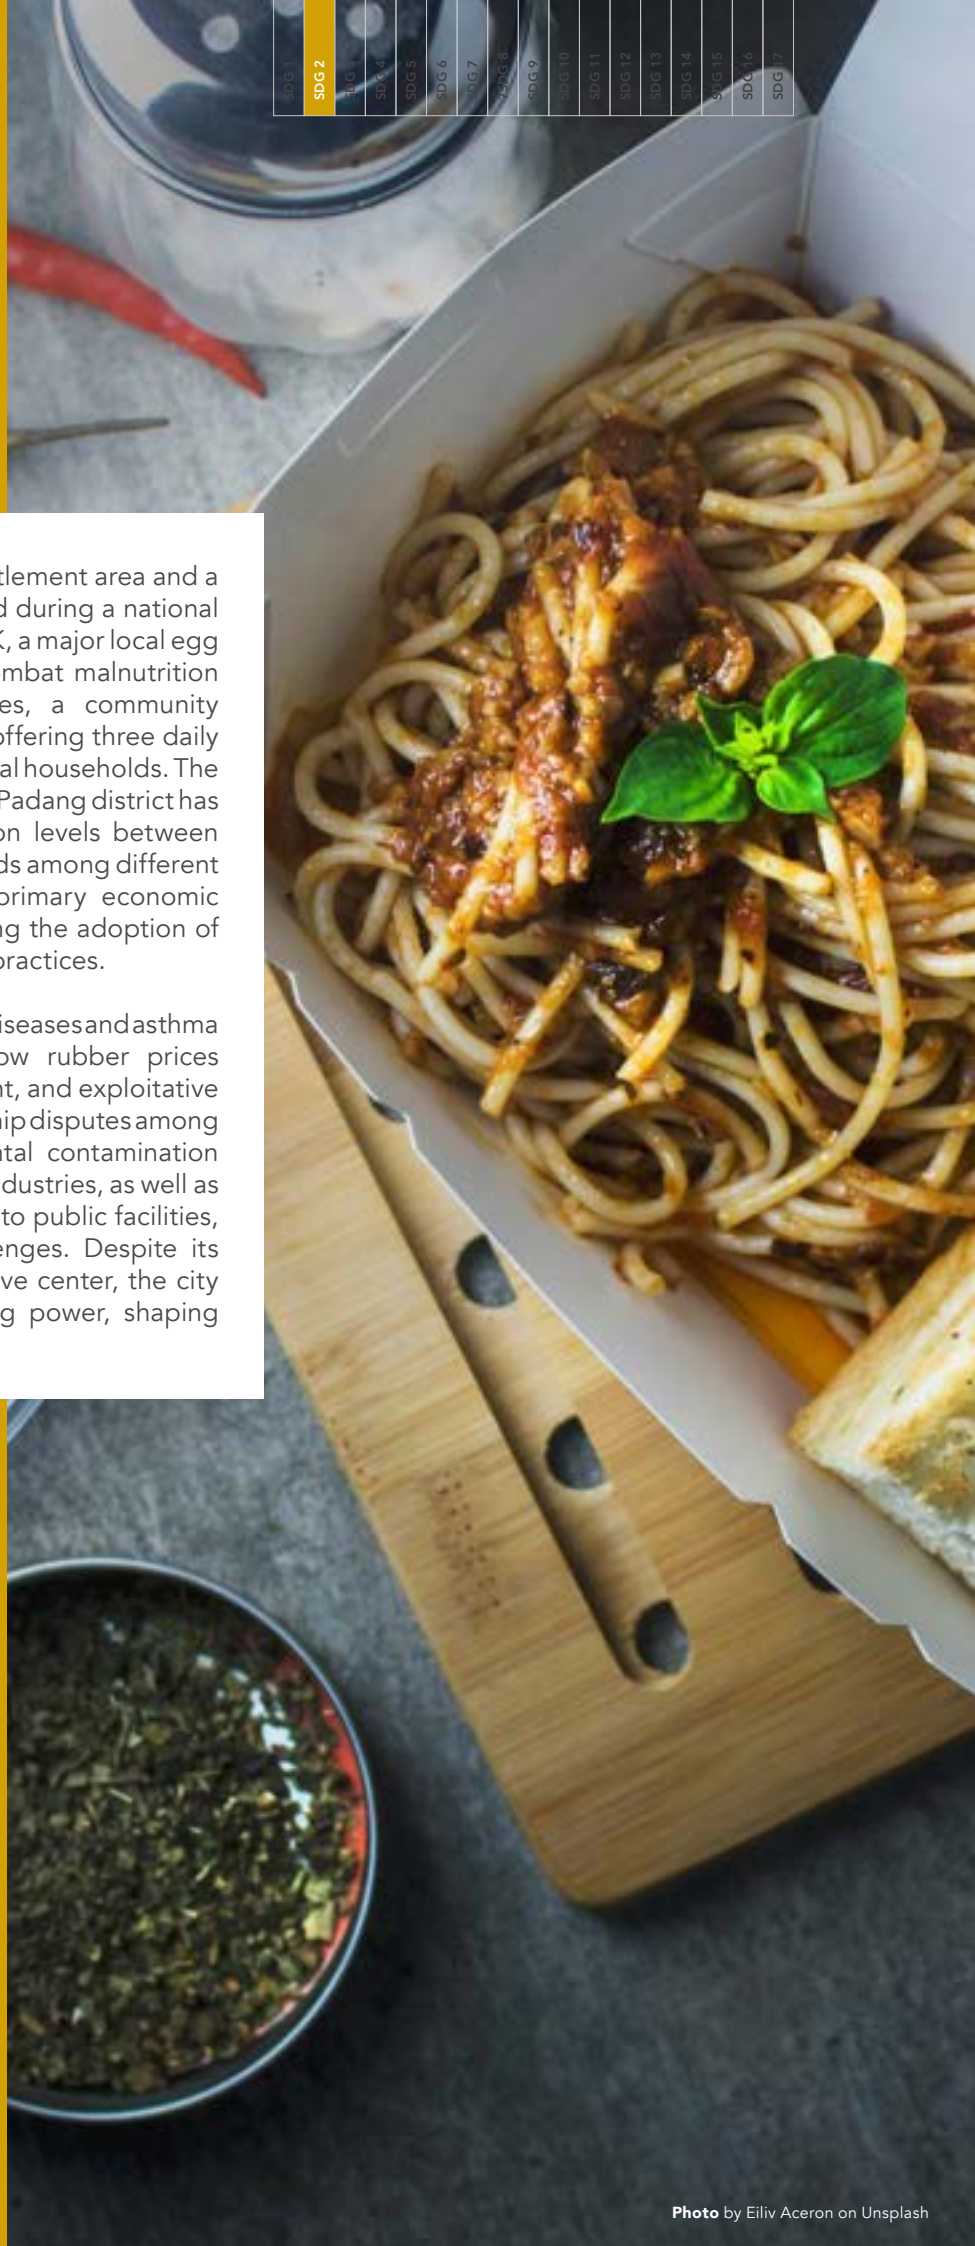 SDG 1
SDG 2
SDG 3
SDG 4
SDG 5
SDG 6
SDG 7
SDG 8
SDG 9
SDG 10
SDG 11
SDG 12
SDG 13
SDG 14
SDG 15
SDG 16
SDG 17
tlement area and a
d during a national
K, a major local egg
mbat malnutrition
es, a community
offering three daily
al households. The
Padang district has
on levels between
ds among different
primary economic
ng the adoption of
practices.
iseases and asthma
ow rubber prices
nt, and exploitative
hip disputes among
ntal contamination
dustries, as well as
to public facilities,
enges. Despite its
ve center, the city
g power, shaping
Photo by Eiliv Aceron on Unsplash